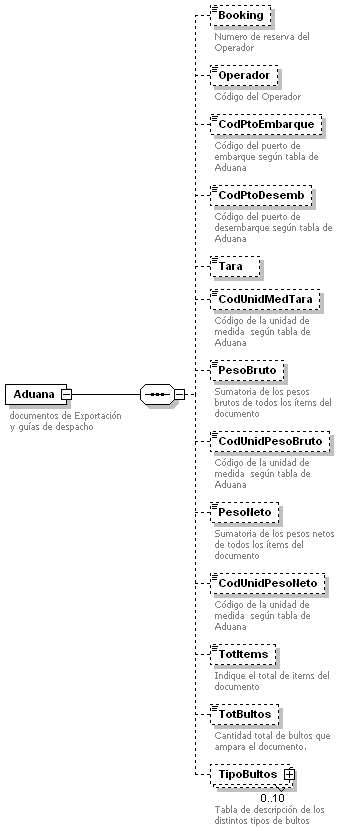 Booking
Numero de reserva del
Operador
Operador
Código del Operador
CodPtoEmbarque
Código del puerto de
embarque según tabla de
Aduana
CodPtoDesemb
Código del puerto de
desembarque según tabla de
Aduana
Tara
CodUnidMedTara
Código de la unidad de
medida según tabla de
Aduana
Aduana
documentos de Exportación
y guías de despacho
PesoBruto
Sumatoria de los pesos
brutos de todos los ítems del
documento
CodUnidPesoBruto
Código de la unidad de
medida según tabla de
Aduana
PesoNeto
Sumatoria de los pesos netos
de todos los ítems del
documento
CodUnidPesoNeto
Código de la unidad de
medida según tabla de
Aduana
TotItems
Indique el total de items del
documento
TotBultos
Cantidad total de bultos que
ampara el documento.
TipoBultos
0..10
Tabla de descripción de los
distintos tipos de bultos